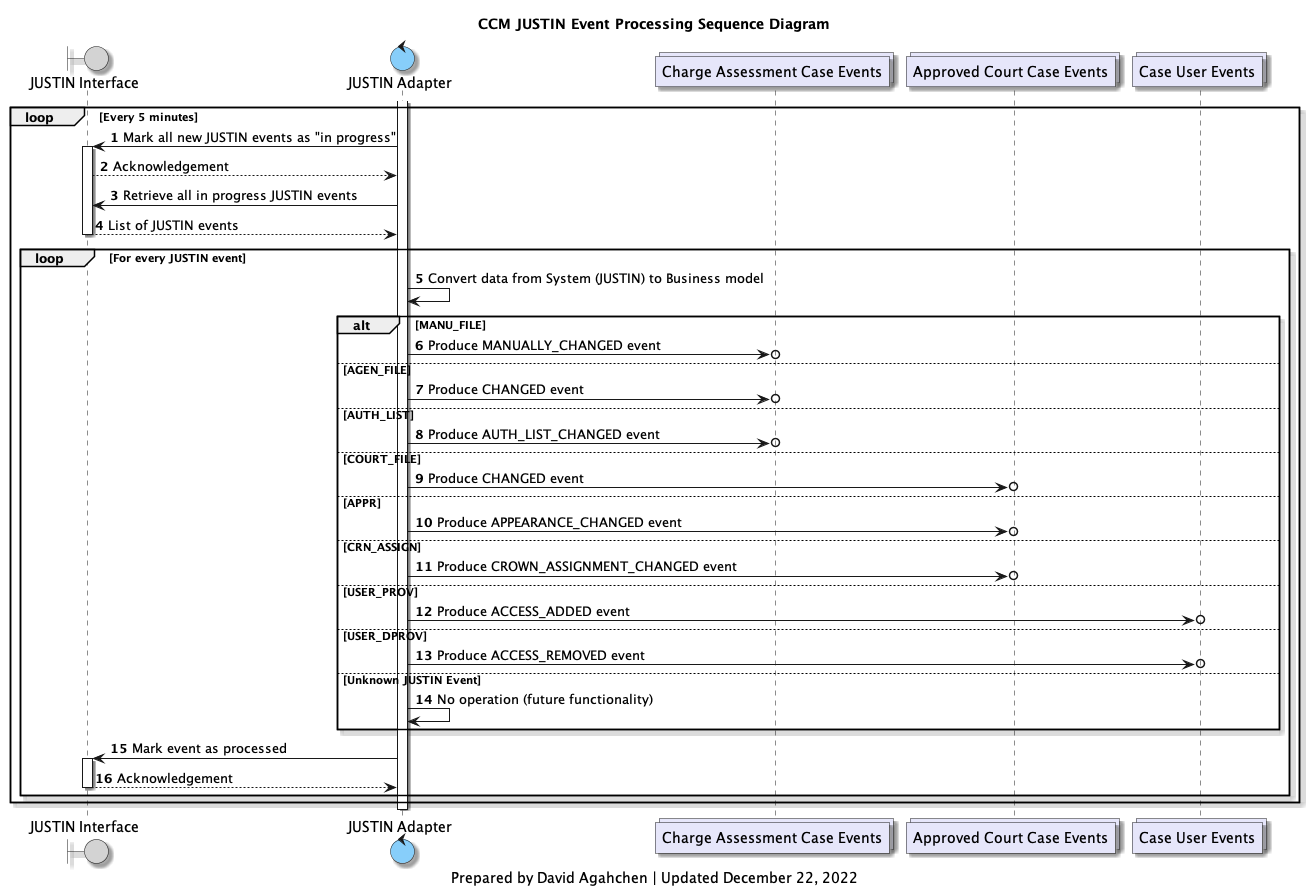 CCM JUSTIN Event Processing Sequence Diagram
JUSTIN Interface
JUSTIN Adapter
Charge Assessment Case Events
Approved Court Case Events
Case User Events
loop [Every 5 minutes]
1 Mark all new JUSTIN events as "in progress"
2 Acknowledgement
3 Retrieve all in progress JUSTIN events
4 List of JUSTIN events
loop [For every JUSTIN event]
5 Convert data from System (JUSTIN) to Business model
alt [MANU_FILE]
6 Produce MANUALLY_CHANGED event
[AGEN_FILE]
7 Produce CHANGED event
[AUTH_LIST]
8 Produce AUTH_LIST_CHANGED event
[COURT_FILE]
9 Produce CHANGED event
[APPR]
10 Produce APPEARANCE_CHANGED event
[CRN_ASSIGN]
11 Produce CROWN_ASSIGNMENT_CHANGED event
[USER_PROV]
12 Produce ACCESS_ADDED event
[USER_DPROV]
13 Produce ACCESS_REMOVED event
[Unknown JUSTIN Event]
14 No operation (future functionality)
15 Mark event as processed
16 Acknowledgement
JUSTIN Interface
JUSTIN Adapter
Charge Assessment Case Events
Approved Court Case Events
Case User Events
Prepared by David Agahchen | Updated December 22, 2022